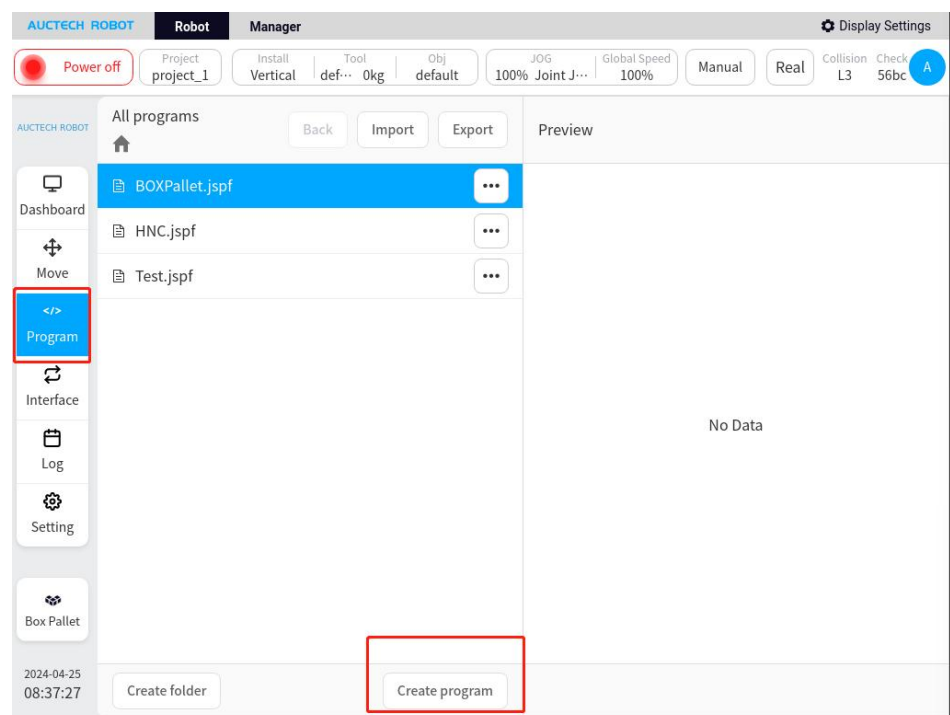 AUCTECH ROBOT Robot Manager Display Settings
Power off
Project
project_1
Install Tool Obj
Vertical def··· 0kg default
JOG Global Speed
100% Joint J··· 100%
Manual
Real
Collision Check
L3 56bc
A
AUCTECH ROBOT
All programs
Back Import Export
Preview
BOXPallet.jspf
HNC.jspf
Test.jspf
Dashboard
Move
</>
Program
Interface
Log
Setting
Box Pallet
No Data
2024-04-25
08:37:27
Create folder
Create program